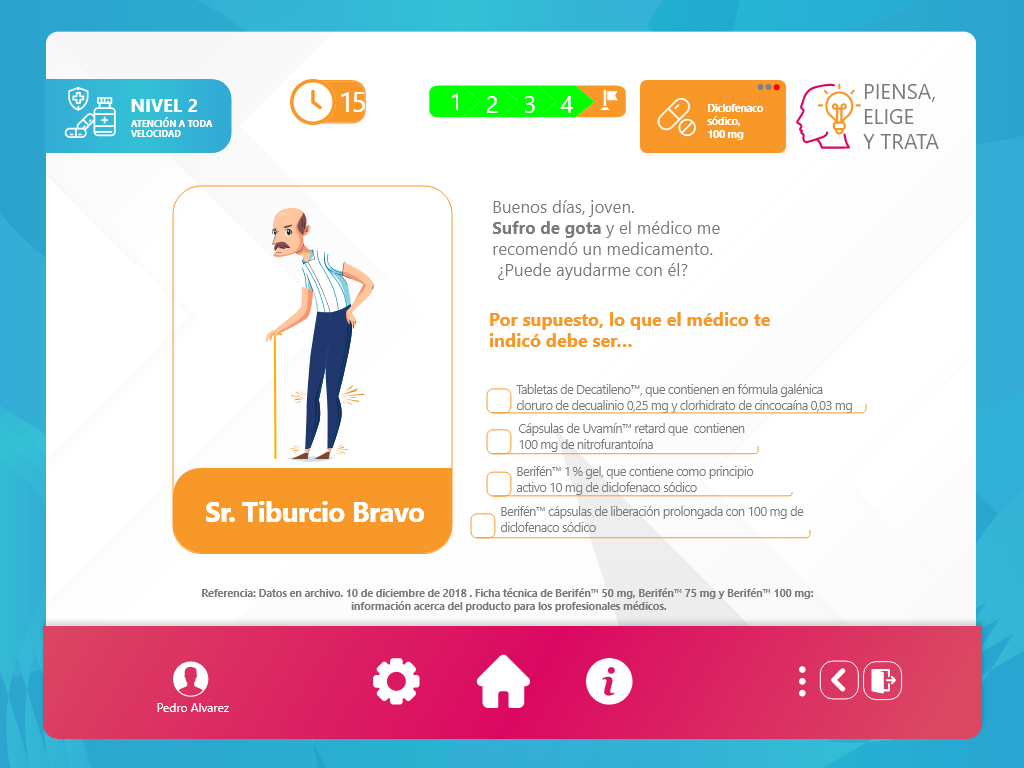 NIVEL 2
ATENCIÓN A TODA
VELOCIDAD
15
1 2 3 4
Diclofenaco
sódico,
100 mg
PIENSA,
ELIGE
Y TRATA
Buenos días, joven.
Sufro de gota y el médico me
recomendó un medicamento.
¿Puede ayudarme con él?
Por supuesto, lo que el médico te
indicó debe ser...
Tabletas de Decatileno™, que contienen en fórmula galénica
cloruro de decualinio 0,25 mg y clorhidrato de cincocaína 0,03 mg
Cápsulas de Uvamín™ retard que contienen
100 mg de nitrofurantoína
Berifén™ 1 % gel, que contiene como principio
activo 10 mg de diclofenaco sódico
Berifén™ cápsulas de liberación prolongada con 100 mg de
diclofenaco sódico
Sr. Tiburcio Bravo
Referencia: Datos en archivo. 10 de diciembre de 2018 . Ficha técnica de Berifén™ 50 mg, Berifén™ 75 mg y Berifén™ 100 mg:
información acerca del producto para los profesionales médicos.
Pedro Alvarez